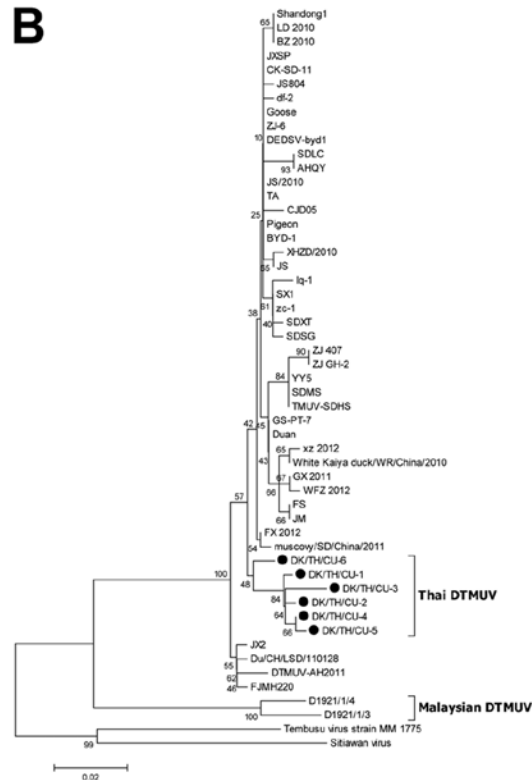 B
65
Shandong1
LD 2010
BZ 2010
JXSP
CK-SD-11
JS804
df-2
Goose
ZJ-6
10
DEDSV-byd1
SDLC
93
AHQY
JS/2010
TA
25
CJD05
Pigeon
BYD-1
XHZD/2010
65
JS
lq-1
SX1
61
zc-1
38
40
SDXT
SDSG
90
ZJ 407
ZJ GH-2
84
YY5
SDMS
TMUV-SDHS
42
45
GS-PT-7
Duan
43
65
xz 2012
White Kaiya duck/WR/China/2010
67
GX 2011
66
WFZ 2012
57
FS
66
JM
FX 2012
54
muscovy/SD/China/2011
DK/TH/CU-6
48
DK/TH/CU-1
100
DK/TH/CU-3
84
DK/TH/CU-2
Thai DTMUV
64
DK/TH/CU-4
66
DK/TH/CU-5
JX2
55
Du/CH/LSD/110128
62
DTMUV-AH2011
46
FJMH220
D1921/1/4
Malaysian DTMUV
100
D1921/1/3
Tembusu virus strain MM 1775
99
Sitiawan virus
0.02